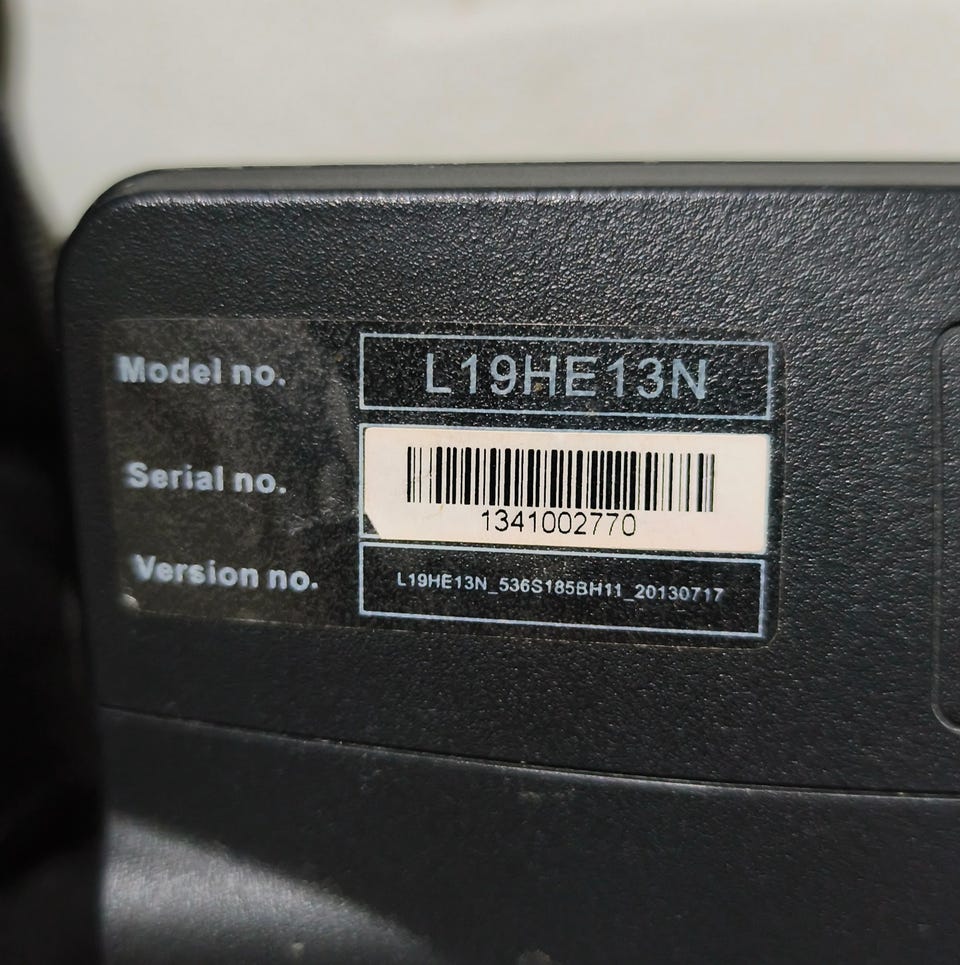 Model no. L19HE13N
Serial no. 1341002770
Version no. L19HE13N_536S185BH11_20130717